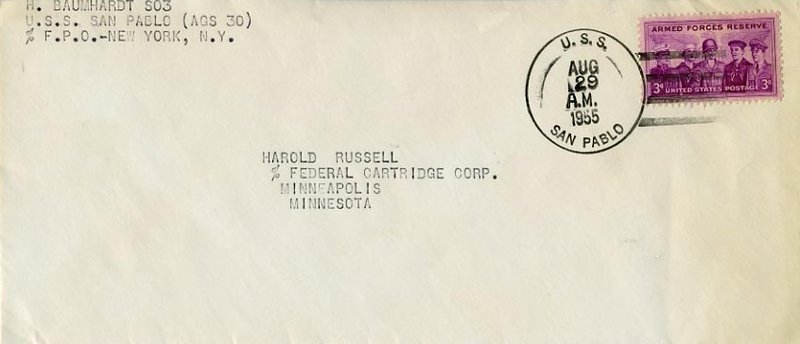 H. BAUMHARDT SO3
U.S.S. SAN PABLO (AGS 30)
% F.P.O.-NEW YORK, N.Y.
U. S. S.
AUG
29
A.M.
1955
SAN PABLO
ARMED FORCES RESERVE
3¢ UNITED STATES POSTAGE 3¢
HAROLD RUSSELL
% FEDERAL CARTRIDGE CORP.
MINNEAPOLIS
MINNESOTA